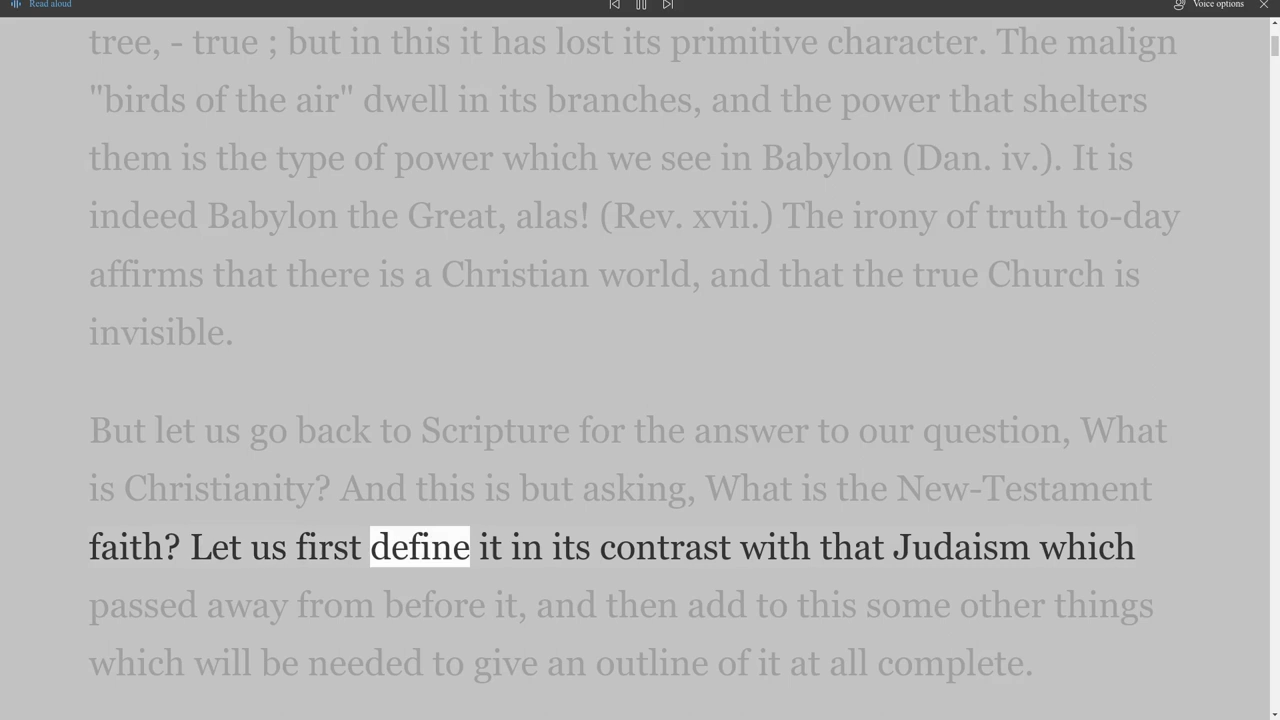 Read aloud
Voice options
tree, - true ; but in this it has lost its primitive character. The malign
"birds of the air" dwell in its branches, and the power that shelters
them is the type of power which we see in Babylon (Dan. iv.). It is
indeed Babylon the Great, alas! (Rev. xvii.) The irony of truth to-day
affirms that there is a Christian world, and that the true Church is
invisible.
But let us go back to Scripture for the answer to our question, What
is Christianity? And this is but asking, What is the New-Testament
faith? Let us first define it in its contrast with that Judaism which
passed away from before it, and then add to this some other things
which will be needed to give an outline of it at all complete.